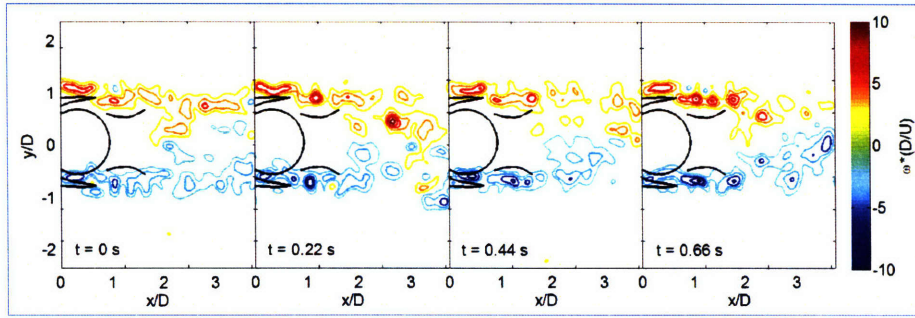 2
1
0
-1
-2
y/D
t = 0 s
t = 0.22 s
t = 0.44 s
t = 0.66 s
0 1 2 3
0 1 2 3
0 1 2 3
0 1 2 3
x/D
x/D
x/D
x/D
10
5
0
-5
-10
ω*(D/U)